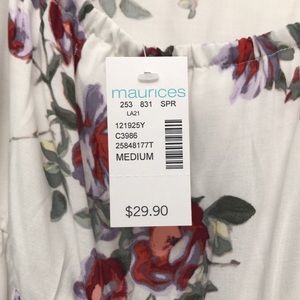 maurices
253 831 SPR
LA21
121925Y
C3986
25848177T
MEDIUM
$29.90